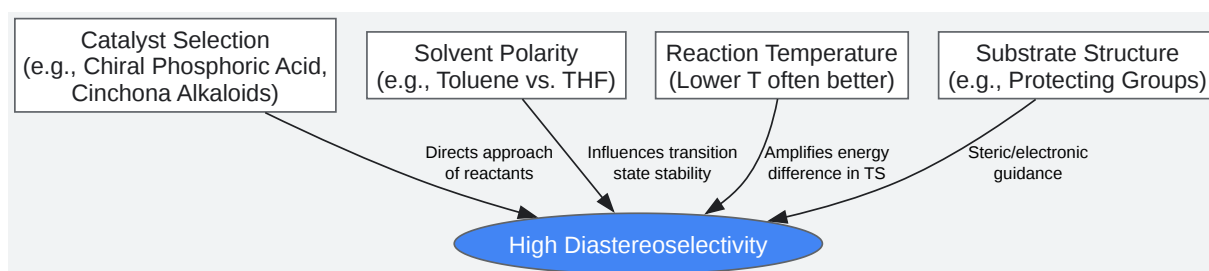 Catalyst Selection
(e.g., Chiral Phosphoric Acid,
Cinchona Alkaloids)
Solvent Polarity
(e.g., Toluene vs. THF)
Reaction Temperature
(Lower T often better)
Substrate Structure
(e.g., Protecting Groups)
Directs approach
of reactants
Influences transition
state stability
Amplifies energy
difference in TS
Steric/electronic
guidance
High Diastereoselectivity